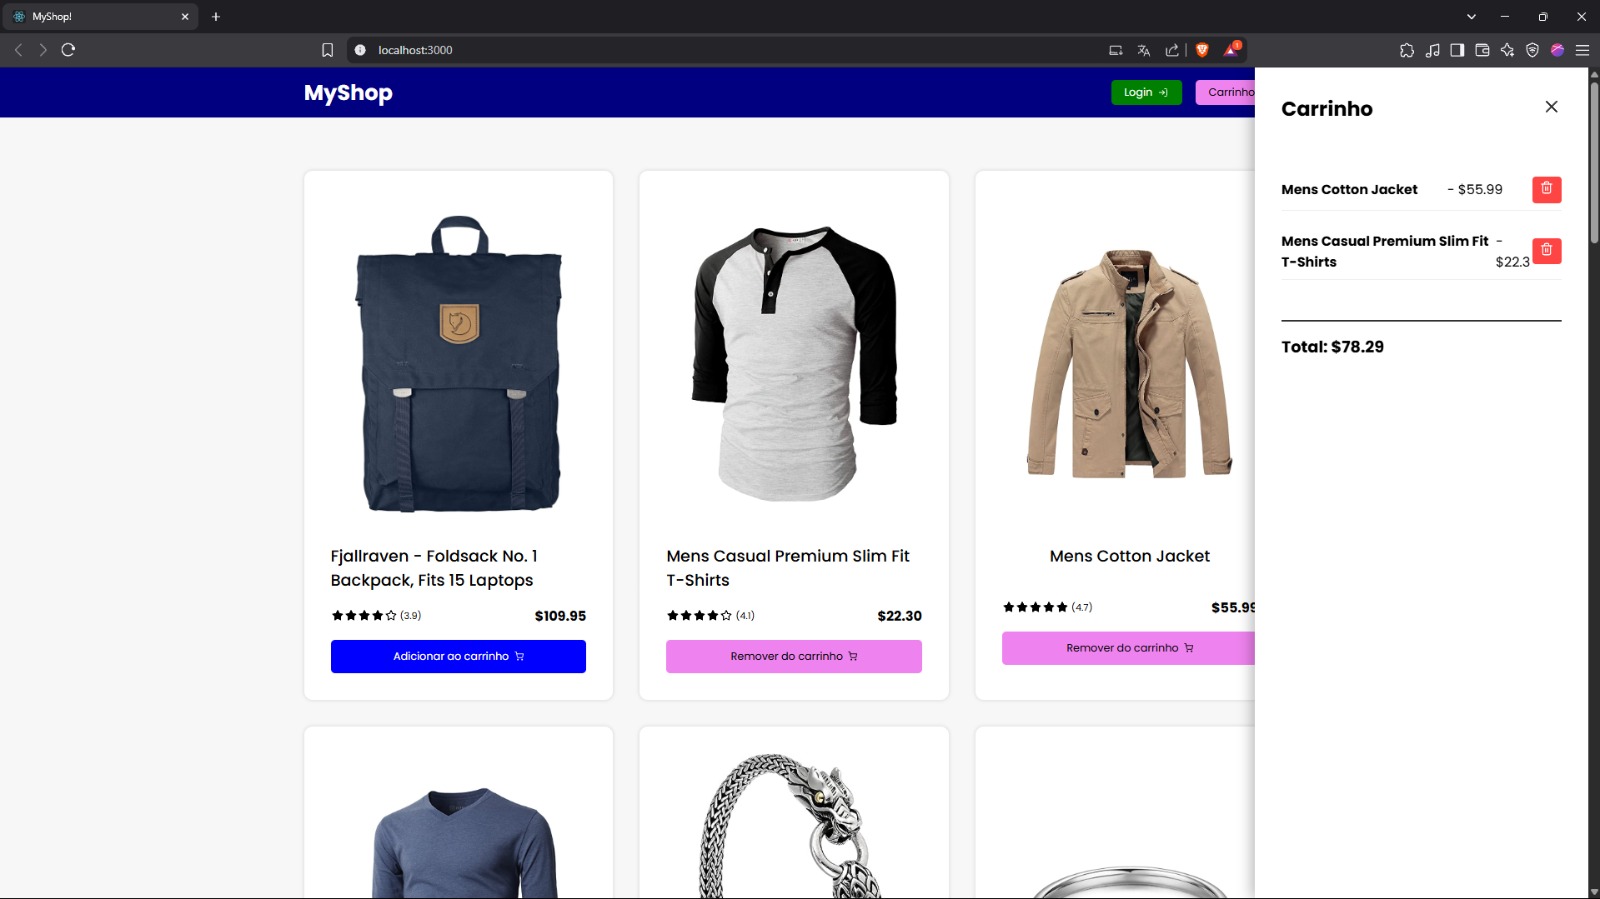 MyShop!
localhost:3000
1
MyShop
Login
Carrinho
Carrinho
Mens Cotton Jacket - $55.99
Mens Casual Premium Slim Fit -
T-Shirts $22.3
Total: $78.29
Fjallraven - Foldsack No. 1
Backpack, Fits 15 Laptops
(3.9) $109.95
Adicionar ao carrinho
Mens Casual Premium Slim Fit
T-Shirts
(4.1) $22.30
Remover do carrinho
Mens Cotton Jacket
(4.7) $55.99
Remover do carrinho